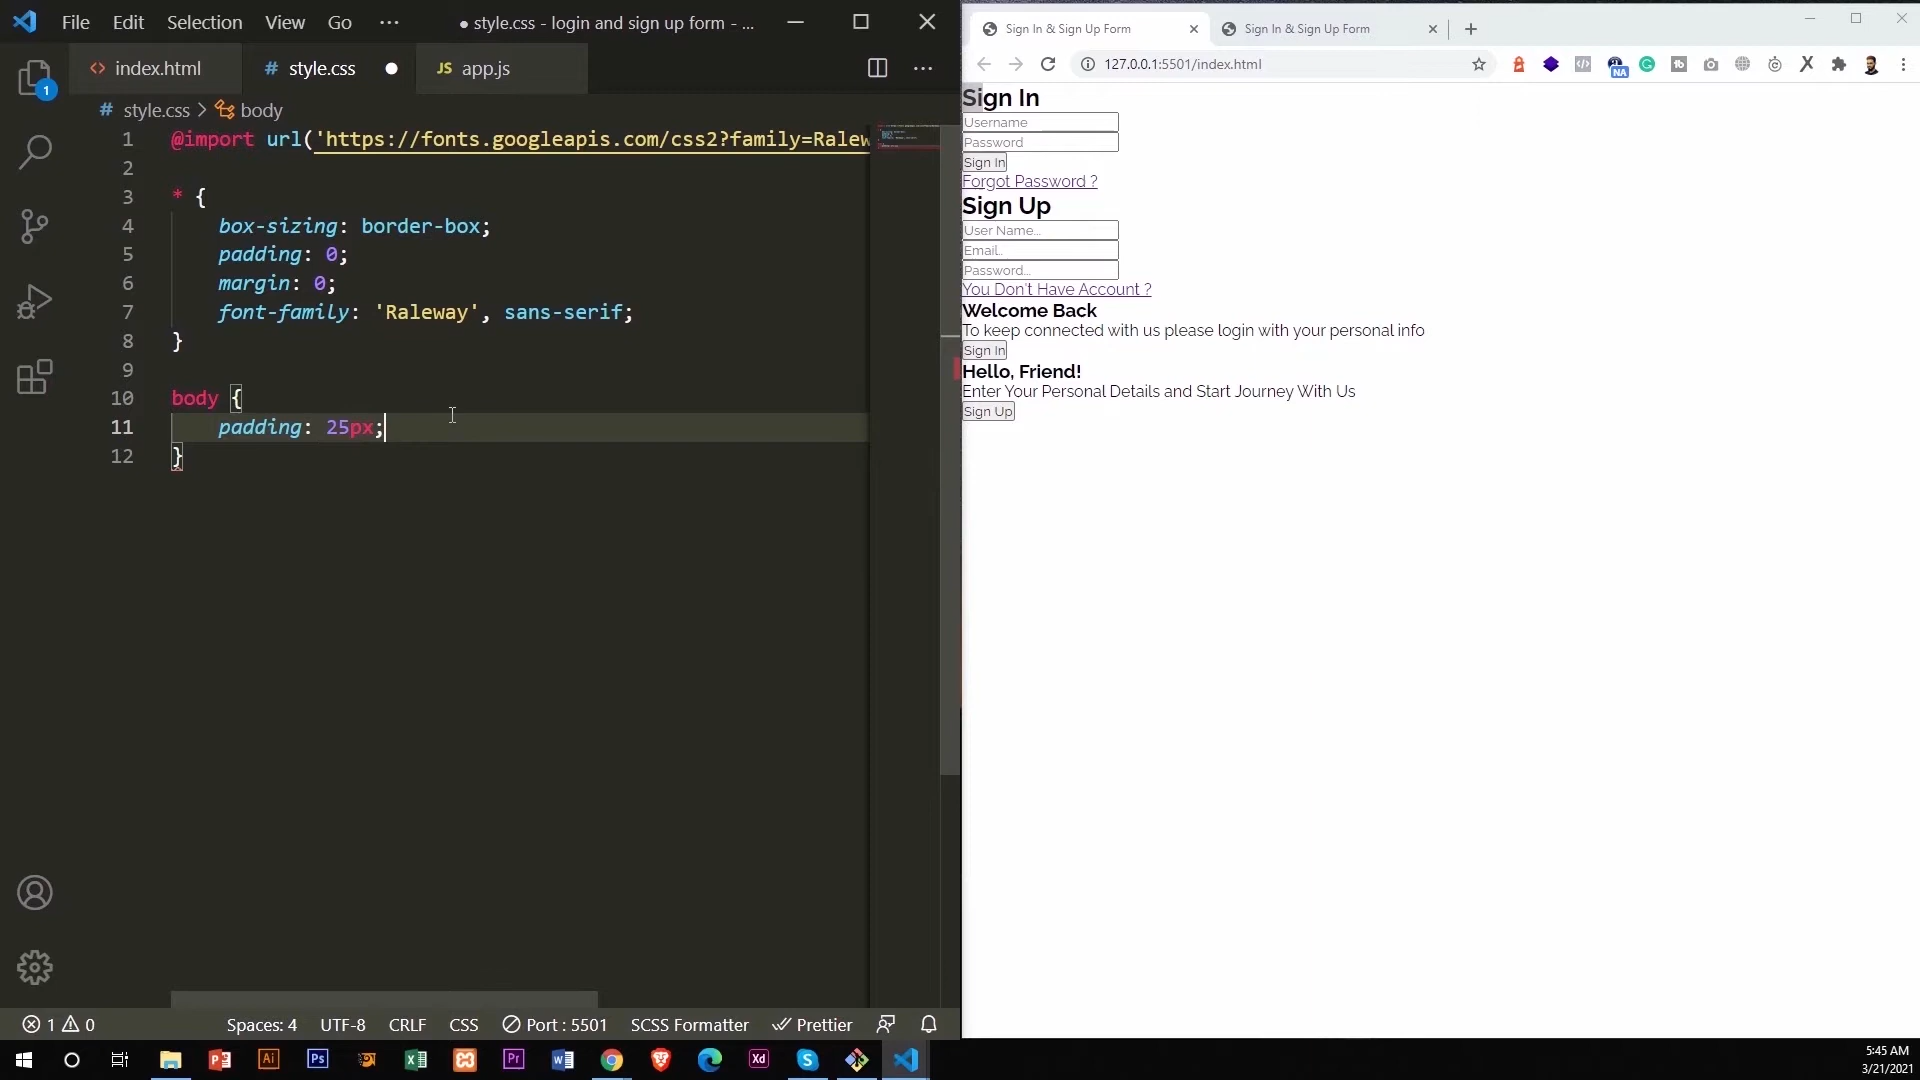 File Edit Selection View Go ··· ● style.css - login and sign up form - ...
index.html # style.css ● JS app.js ···
# style.css > body
1 @import url('https://fonts.googleapis.com/css2?family=Ralew
2
3 * {
4 box-sizing: border-box;
5 padding: 0;
6 margin: 0;
7 font-family: 'Raleway', sans-serif;
8 }
9
10 body {
11 padding: 25px;
12 }
1
1 0 Spaces: 4 UTF-8 CRLF CSS Port : 5501 SCSS Formatter Prettier
Sign In & Sign Up Form Sign In & Sign Up Form
127.0.0.1:5501/index.html NA
Sign In
Username
Password
Sign In
Forgot Password ?
Sign Up
User Name...
Email..
Password...
You Don't Have Account ?
Welcome Back
To keep connected with us please login with your personal info
Sign In
Hello, Friend!
Enter Your Personal Details and Start Journey With Us
Sign Up
Ai Ps Pr Xd
5:45 AM
3/21/2021